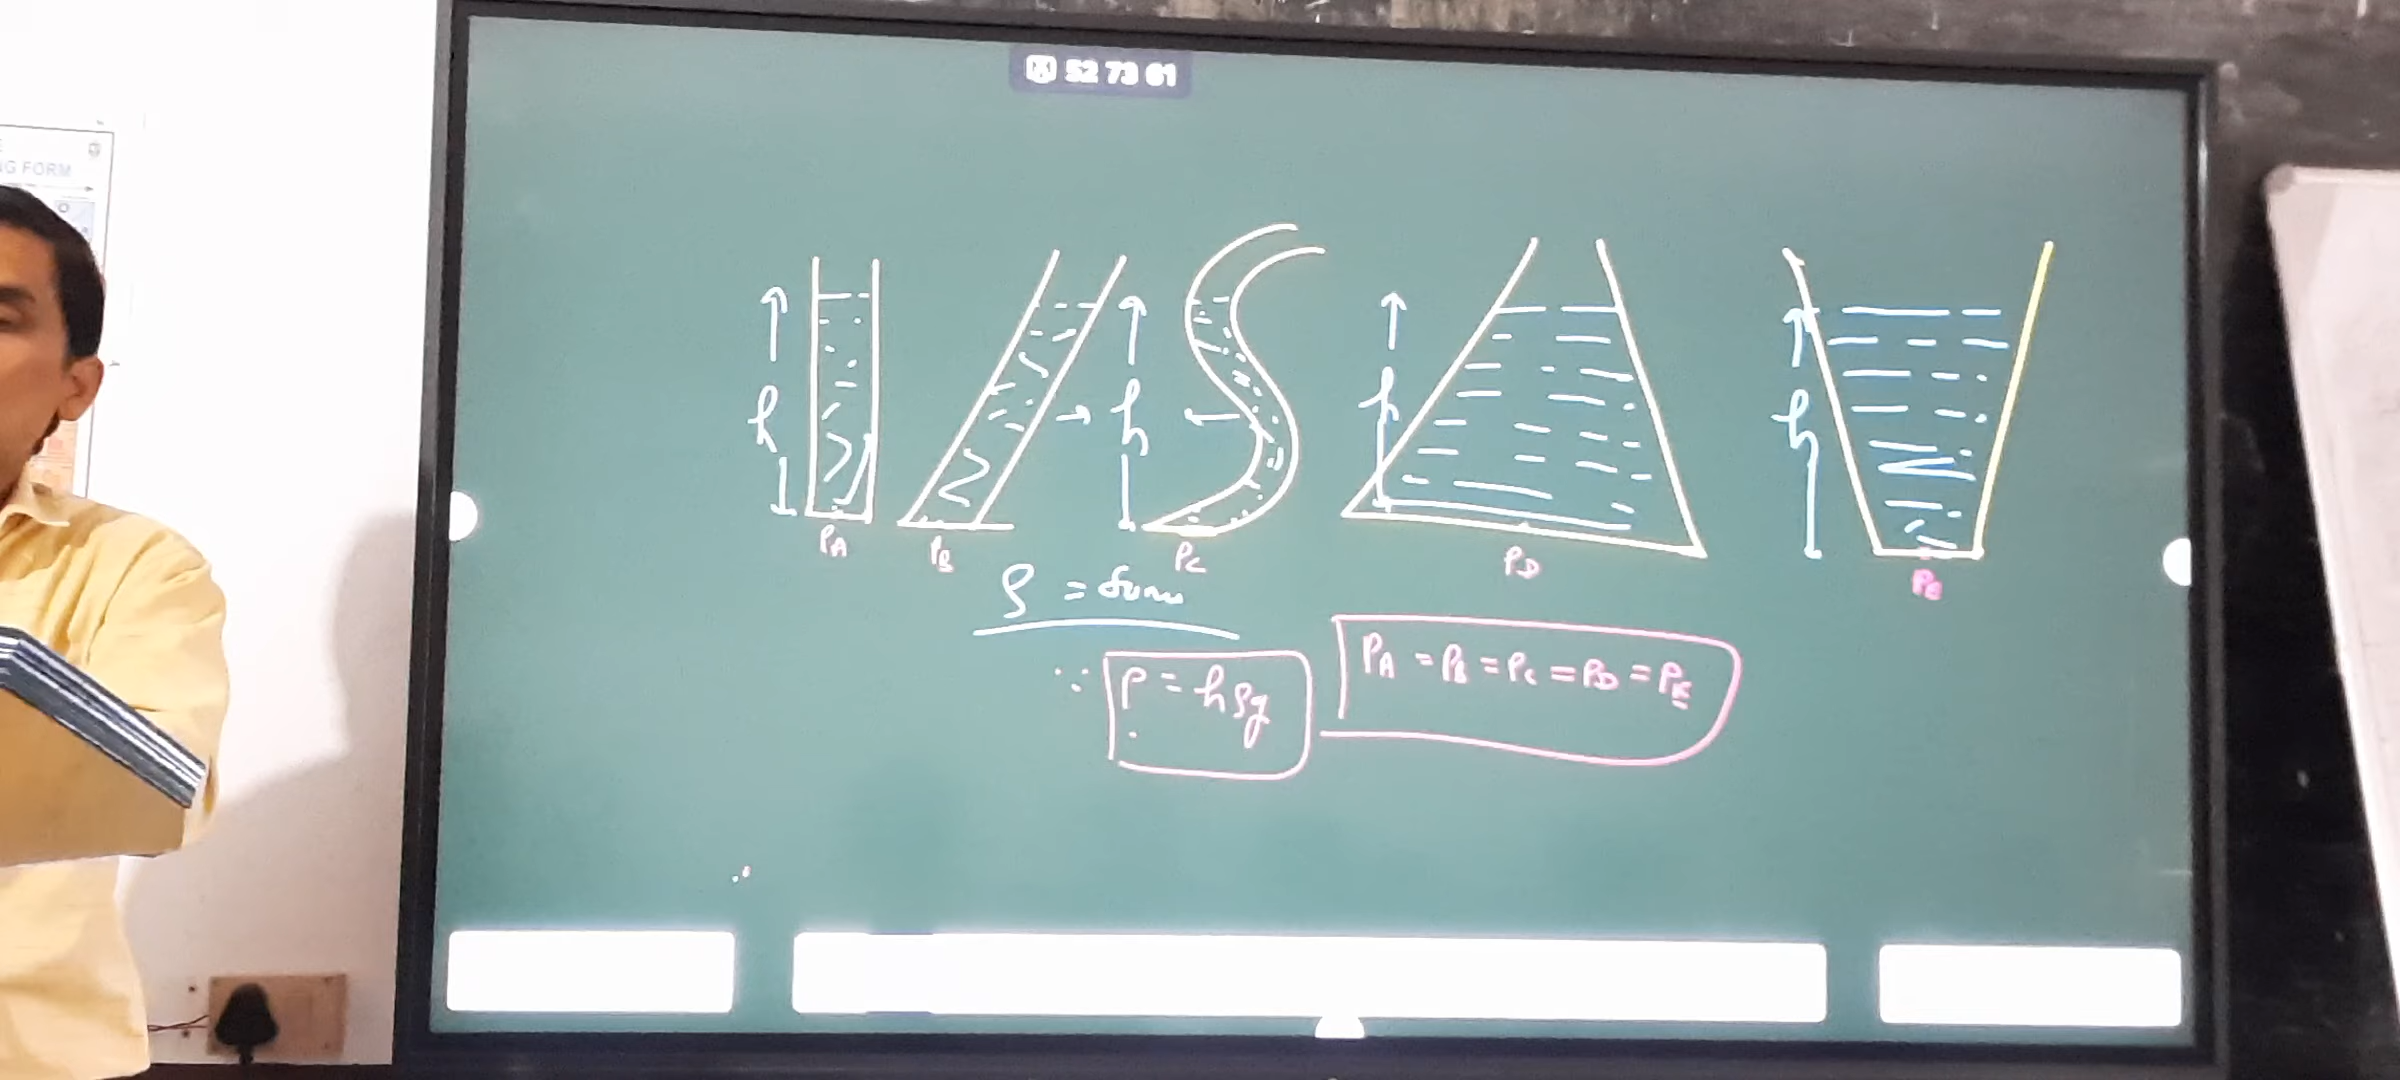 52 73 61
G FORM
h h h h
PA PB PC PD PE
ρ = same
∵ P = hρg PA = PB = PC = PD = PE